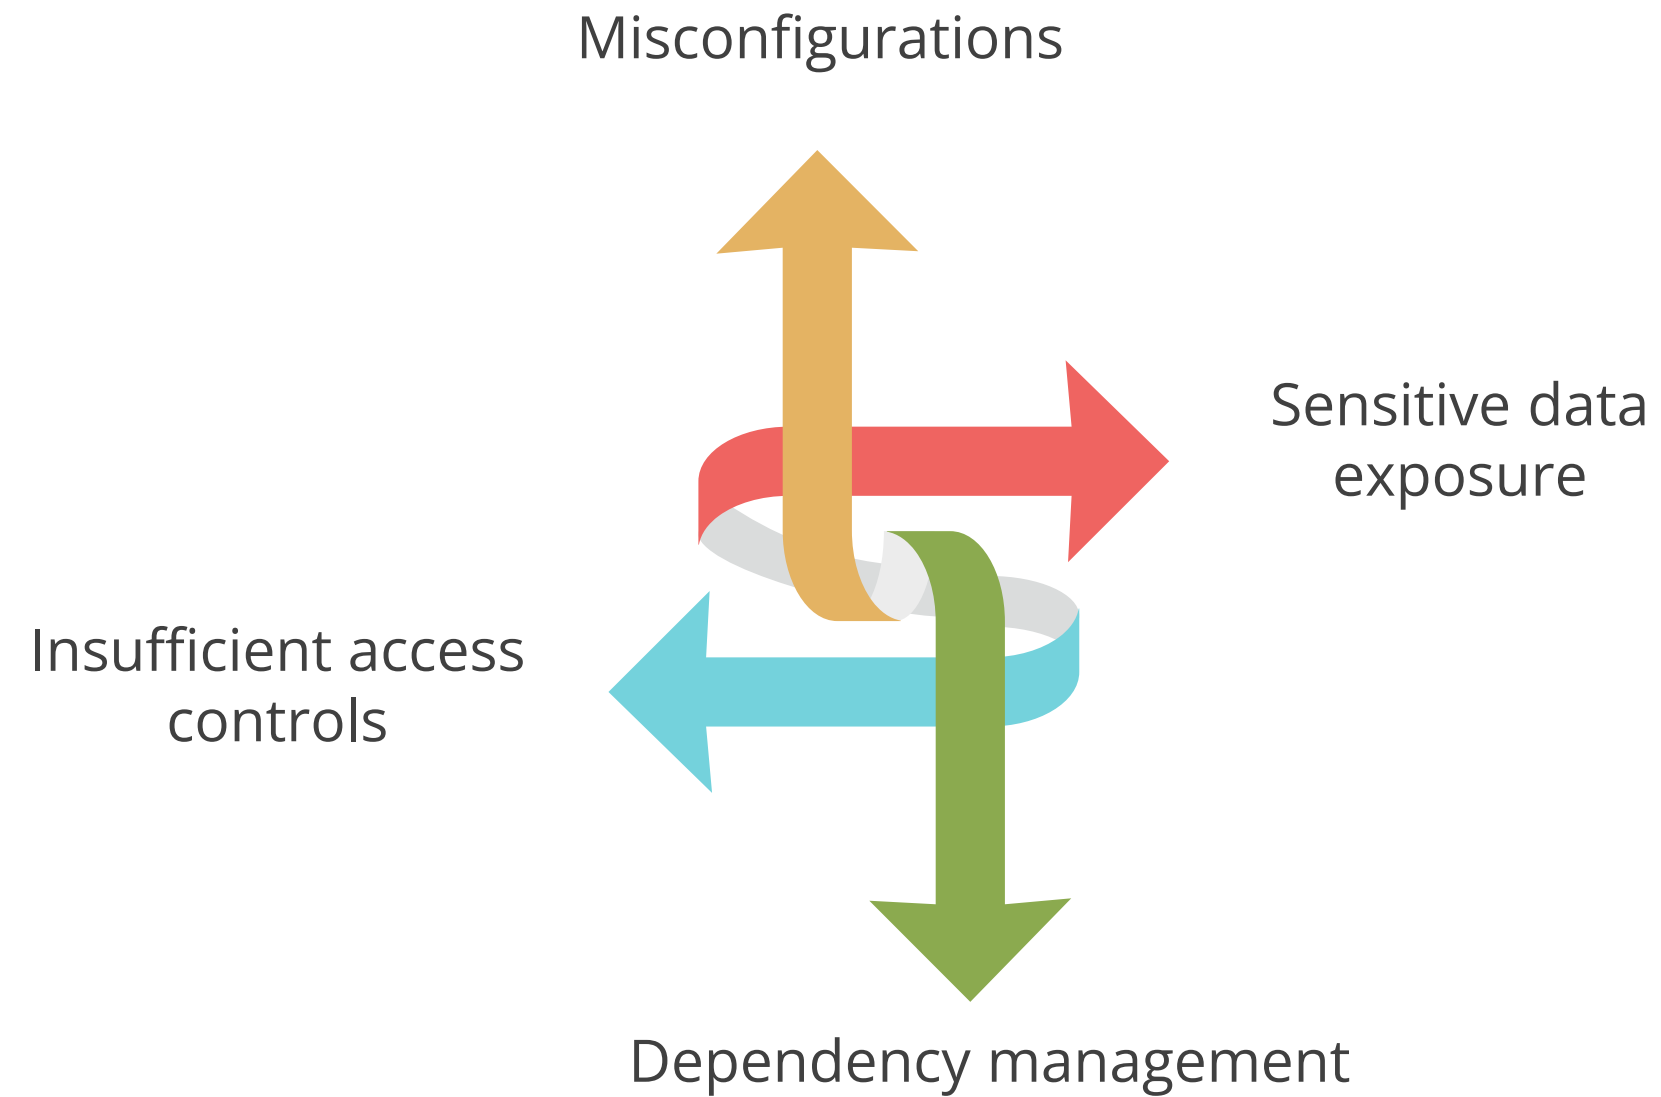 Misconfigurations
Sensitive data
exposure
Insufficient access
controls
Dependency management